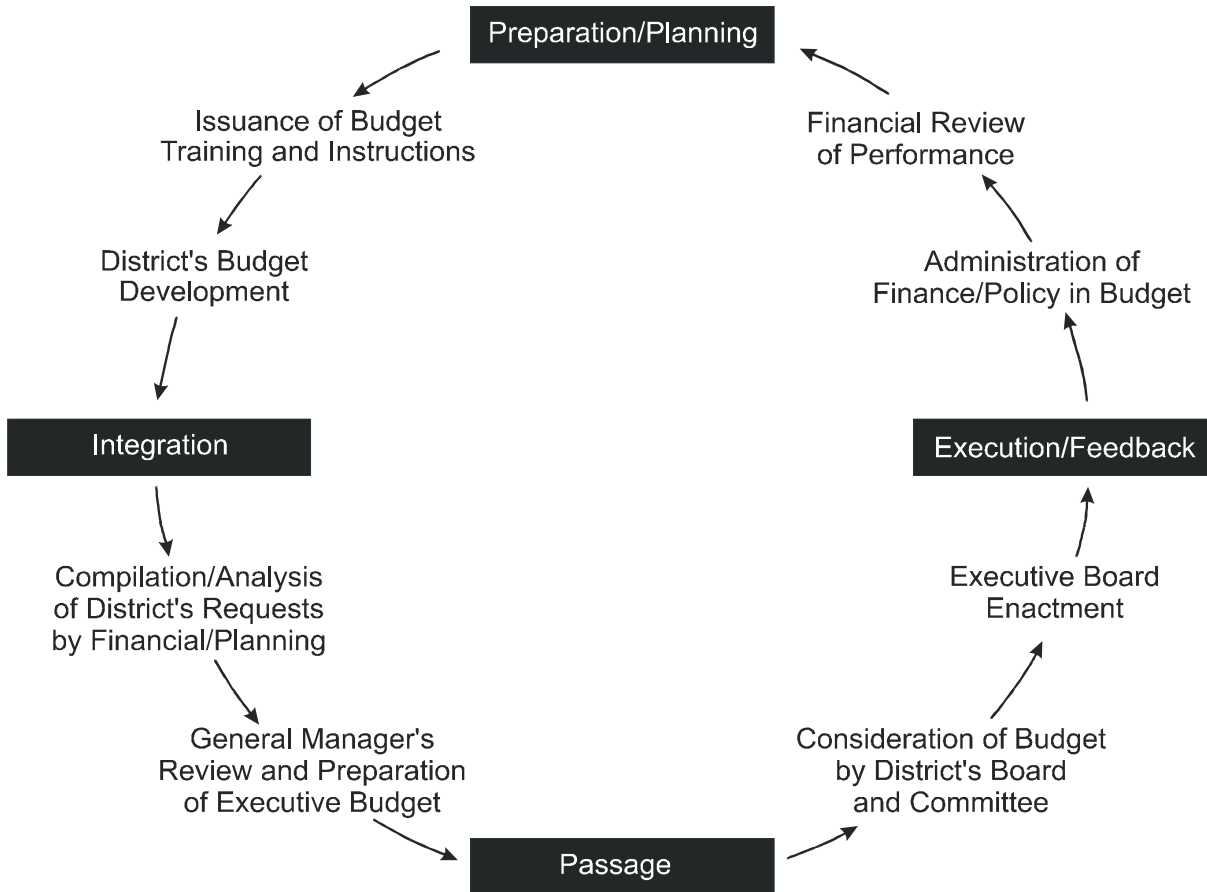 Preparation/Planning
Issuance of Budget
Training and Instructions
District's Budget
Development
Integration
Compilation/Analysis
of District's Requests
by Financial/Planning
General Manager's
Review and Preparation
of Executive Budget
Passage
Consideration of Budget
by District's Board
and Committee
Executive Board
Enactment
Execution/Feedback
Administration of
Finance/Policy in Budget
Financial Review
of Performance